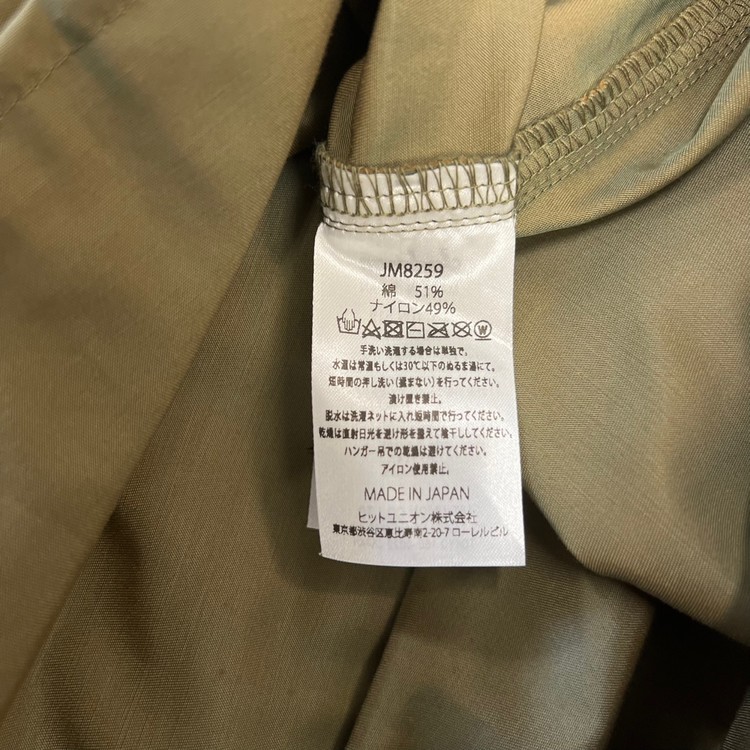 JM8259
綿 51%
ナイロン49%
手洗い洗濯する場合は単独で、
水温は常温もしくは30℃以下のぬるま湯にて。
短時間の押し洗い（揉まない）を行ってください。
漬け置き禁止。
脱水は洗濯ネットに入れ短時間で行ってください。
乾燥は直射日光を避け形を整えて陰干ししてください。
ハンガー吊での乾燥は避けてください。
アイロン使用禁止。
MADE IN JAPAN
ヒットユニオン株式会社
東京都渋谷区恵比寿南2-20-7 ローレルビル